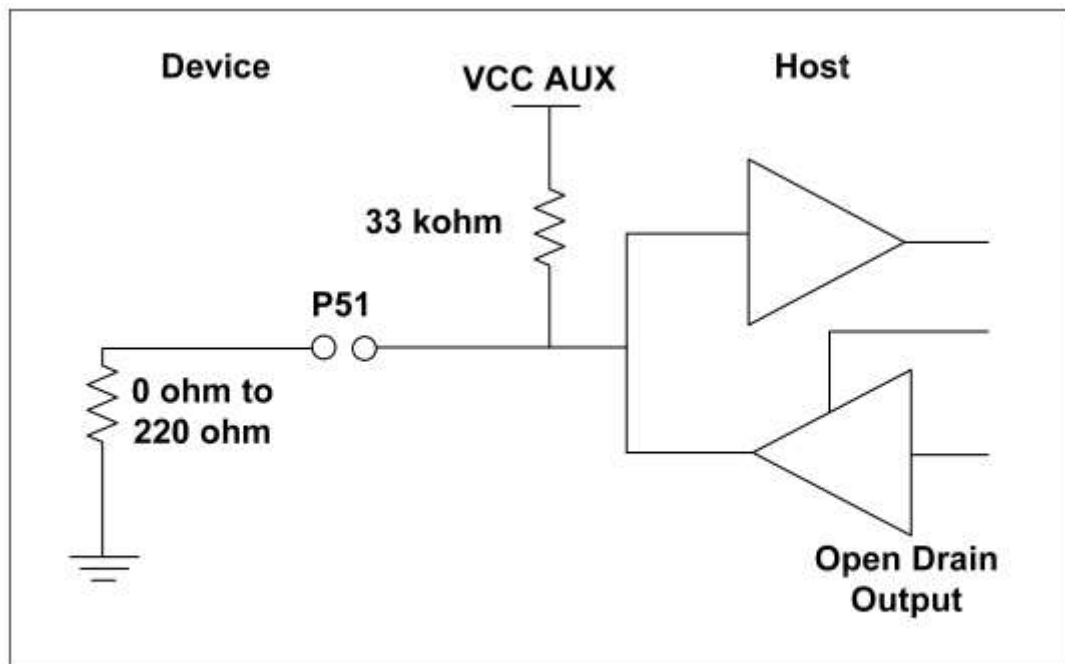 Device
VCC AUX
Host
33 kohm
P51
0 ohm to
220 ohm
Open Drain
Output